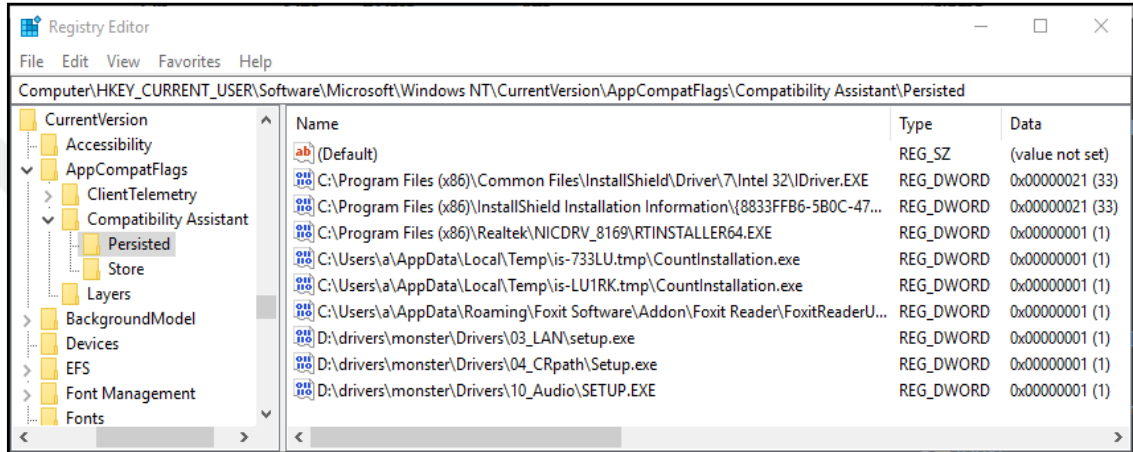 Registry Editor
File Edit View Favorites Help
Computer\HKEY_CURRENT_USER\Software\Microsoft\Windows NT\CurrentVersion\AppCompatFlags\Compatibility Assistant\Persisted
CurrentVersion
Accessibility
AppCompatFlags
ClientTelemetry
Compatibility Assistant
Persisted
Store
Layers
BackgroundModel
Devices
EFS
Font Management
Fonts
Name Type Data
(Default) REG_SZ (value not set)
C:\Program Files (x86)\Common Files\InstallShield\Driver\7\Intel 32\IDriver.EXE REG_DWORD 0x00000021 (33)
C:\Program Files (x86)\InstallShield Installation Information\{8833FFB6-5B0C-47... REG_DWORD 0x00000021 (33)
C:\Program Files (x86)\Realtek\NICDRV_8169\RTINSTALLER64.EXE REG_DWORD 0x00000001 (1)
C:\Users\a\AppData\Local\Temp\is-733LU.tmp\CountInstallation.exe REG_DWORD 0x00000001 (1)
C:\Users\a\AppData\Local\Temp\is-LU1RK.tmp\CountInstallation.exe REG_DWORD 0x00000001 (1)
C:\Users\a\AppData\Roaming\Foxit Software\Addon\Foxit Reader\FoxitReaderU... REG_DWORD 0x00000001 (1)
D:\drivers\monster\Drivers\03_LAN\setup.exe REG_DWORD 0x00000001 (1)
D:\drivers\monster\Drivers\04_CRpath\Setup.exe REG_DWORD 0x00000001 (1)
D:\drivers\monster\Drivers\10_Audio\SETUP.EXE REG_DWORD 0x00000001 (1)